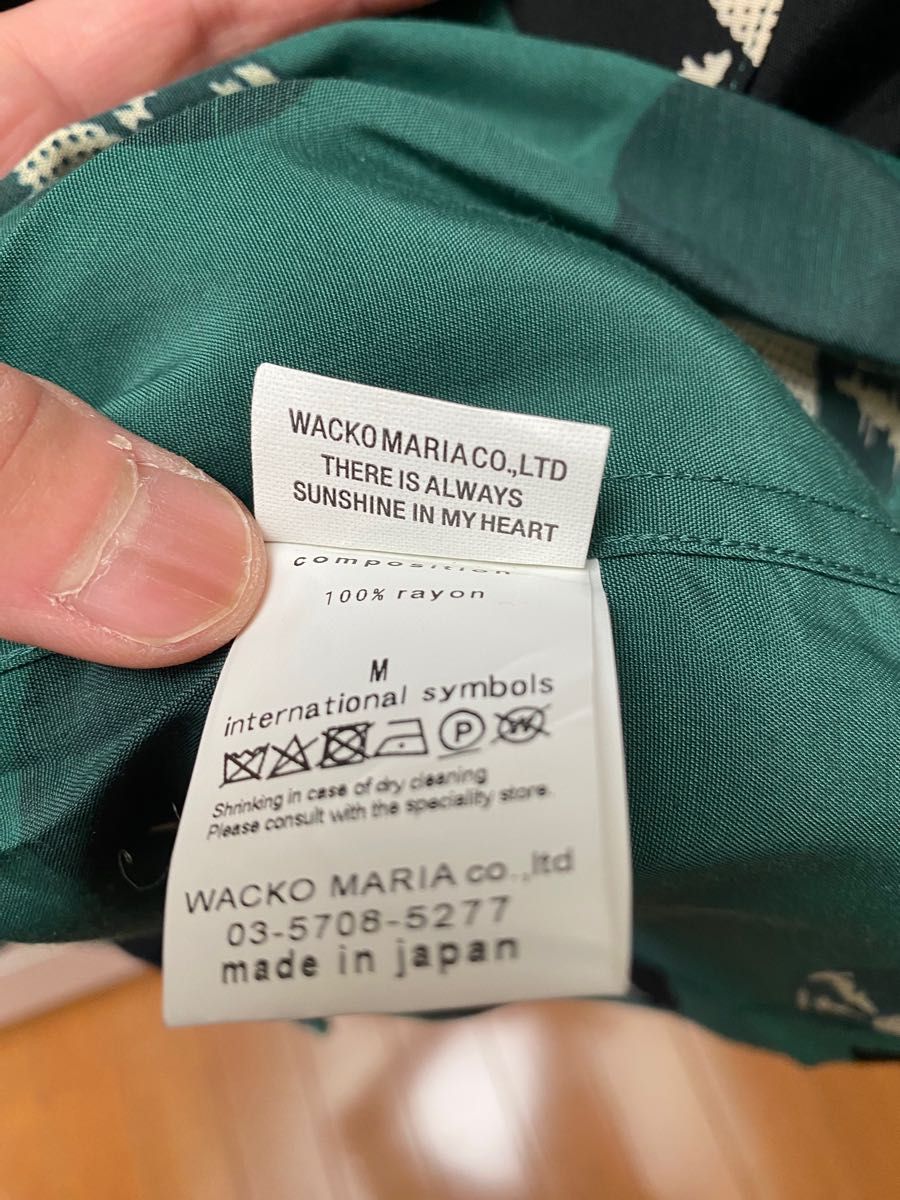 WACKO MARIA CO.,LTD
THERE IS ALWAYS
SUNSHINE IN MY HEART
composition
100% rayon
M
international symbols
P W
Shrinking in case of dry cleaning
Please consult with the speciality store.
WACKO MARIA co.,ltd
03-5708-5277
made in japan